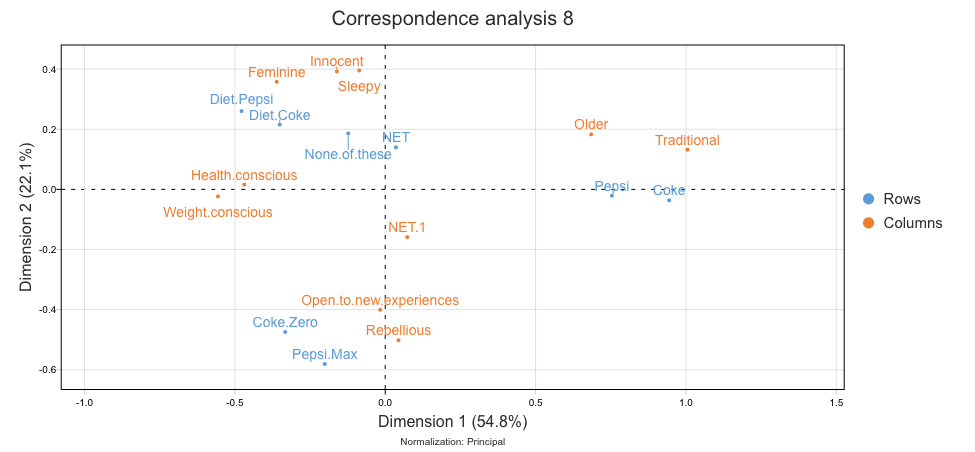 Correspondence analysis 8
Innocent
Feminine
Sleepy
Diet.Pepsi
Diet.Coke
Older
NET
Traditional
None.of.these
Health.conscious
Pepsi
Coke
Weight.conscious
NET.1
Open.to.new.experiences
Coke.Zero
Rebellious
Pepsi.Max
0.4
0.2
0.0
-0.2
-0.4
-0.6
Dimension 2 (22.1%)
-1.0 -0.5 0.0 0.5 1.0 1.5
Dimension 1 (54.8%)
Normalization: Principal
Rows
Columns